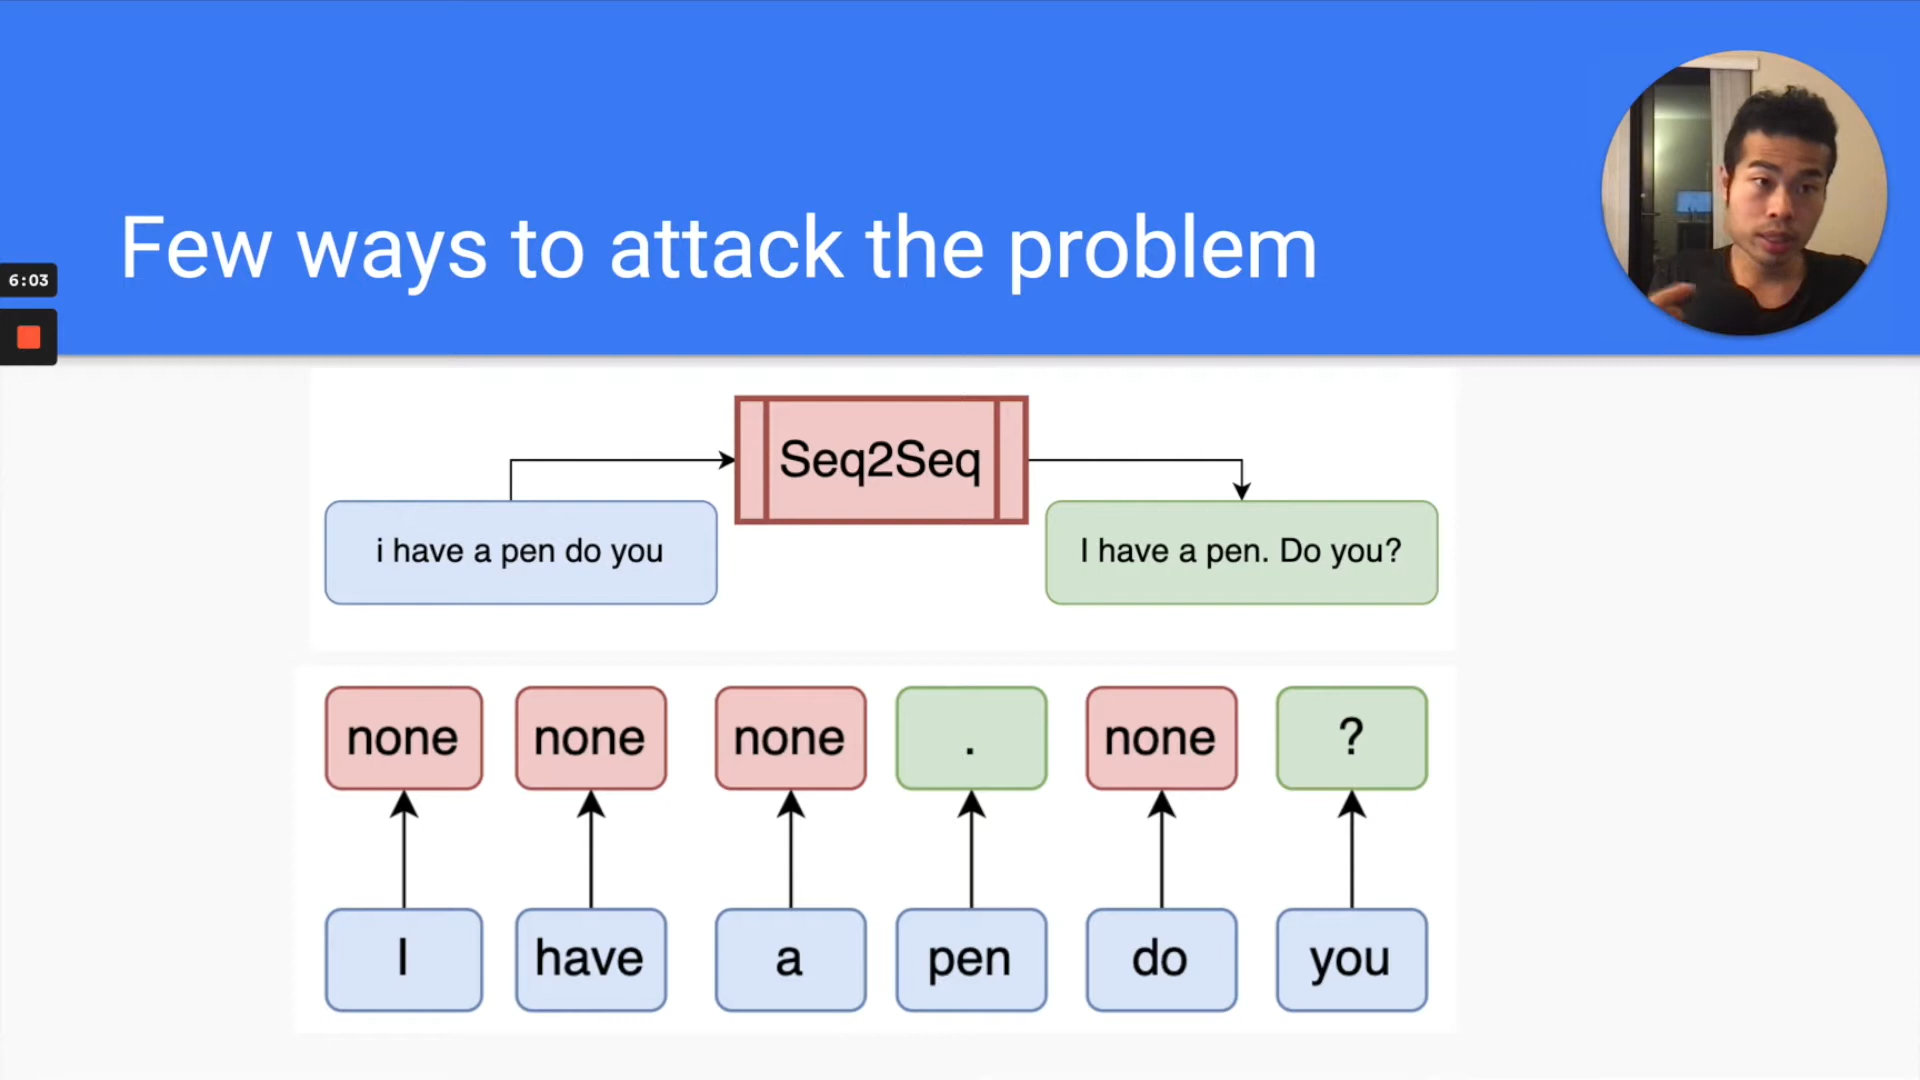 Few ways to attack the problem
6:03
Seq2Seq
i have a pen do you
I have a pen. Do you?
none none none . none ?
I have a pen do you